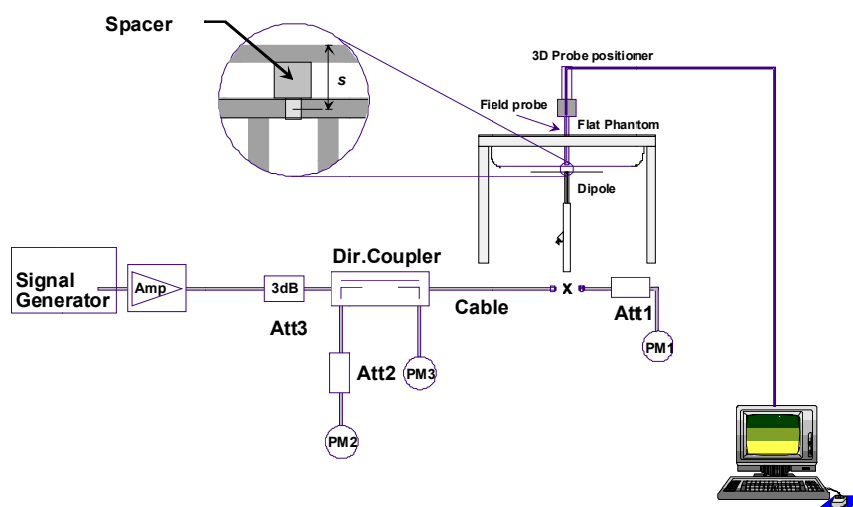 Spacer
s
3D Probe positioner
Field probe
Flat Phantom
Dipole
Signal
Generator
Amp
3dB
Att3
Dir.Coupler
Att2
PM2
PM3
Cable
x
Att1
PM1